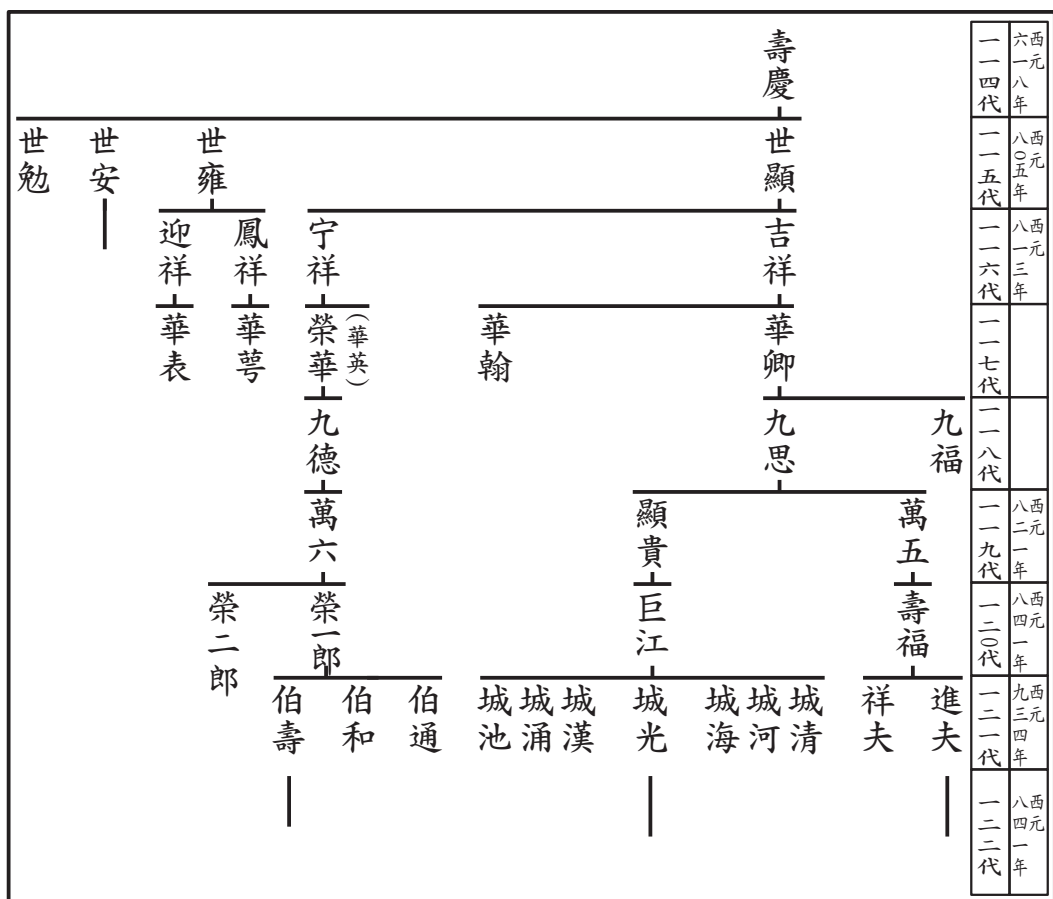 西元六一八年
一一四代
壽慶
西元八0五年
一一五代
世顯
世雍
世安
世勉
西元八一三年
一一六代
吉祥
宁祥
鳳祥
迎祥
一一七代
華卿
華翰
(華英)
榮華
華萼
華表
一一八代
九福
九思
九德
西元八二一年
一一九代
萬五
顯貴
萬六
西元八四一年
一二0代
壽福
巨江
榮一郎
榮二郎
西元九三四年
一二一代
進夫
祥夫
城清
城河
城海
城光
城漢
城涌
城池
伯通
伯和
伯壽
西元八四一年
一二二代